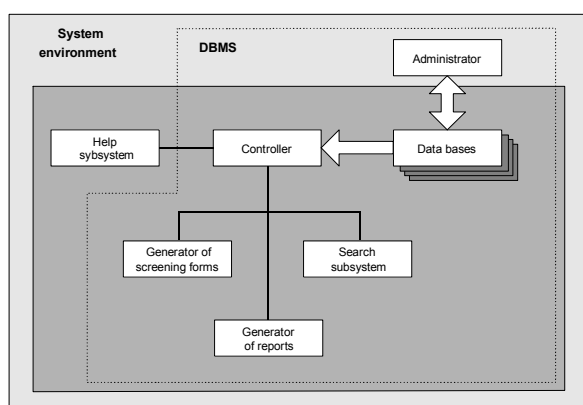 System
environment
DBMS
Administrator
Help
sybsystem
Controller
Data bases
Generator of
screening forms
Search
subsystem
Generator
of reports